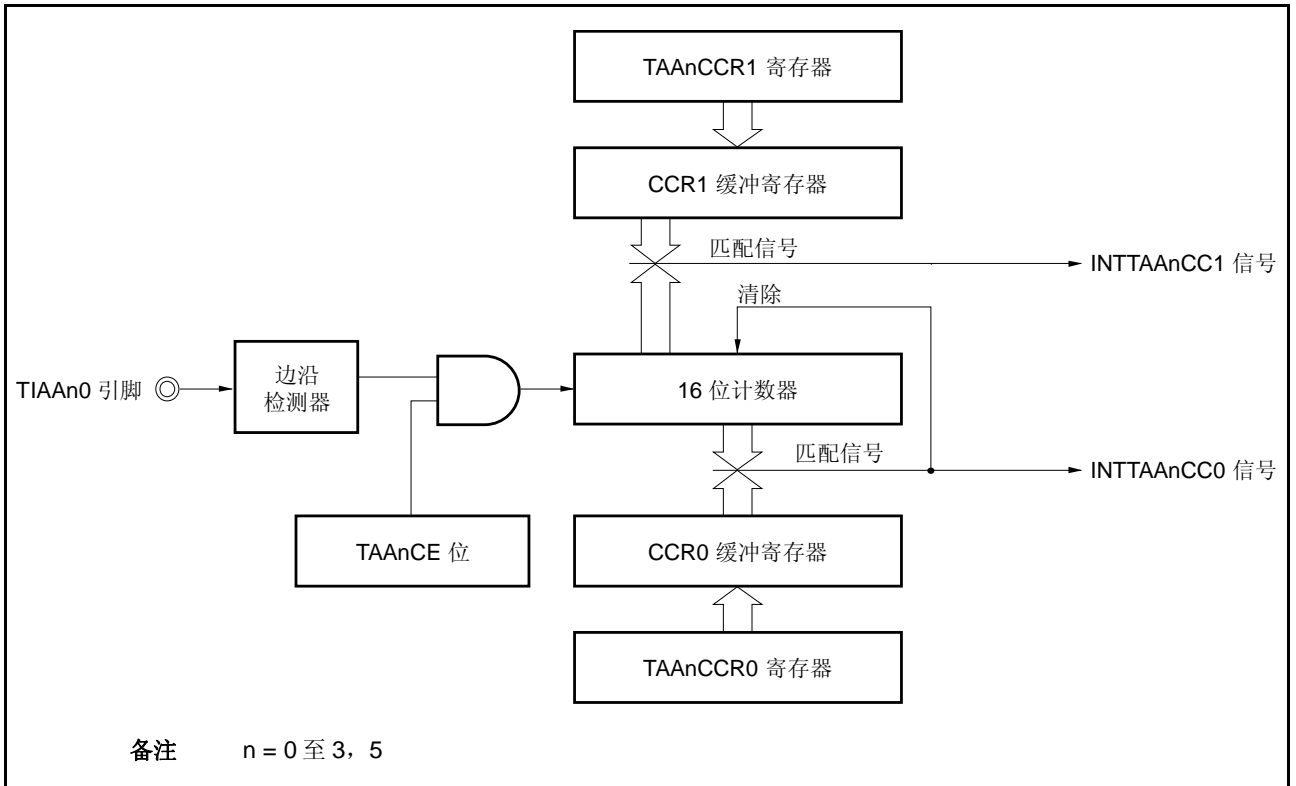 TAAnCCR1 寄存器
CCR1 缓冲寄存器
匹配信号
INTTAAnCC1 信号
清除
TIAAn0 引脚
边沿
检测器
16 位计数器
匹配信号
INTTAAnCC0 信号
TAAnCE 位
CCR0 缓冲寄存器
TAAnCCR0 寄存器
备注 n = 0 至 3，5